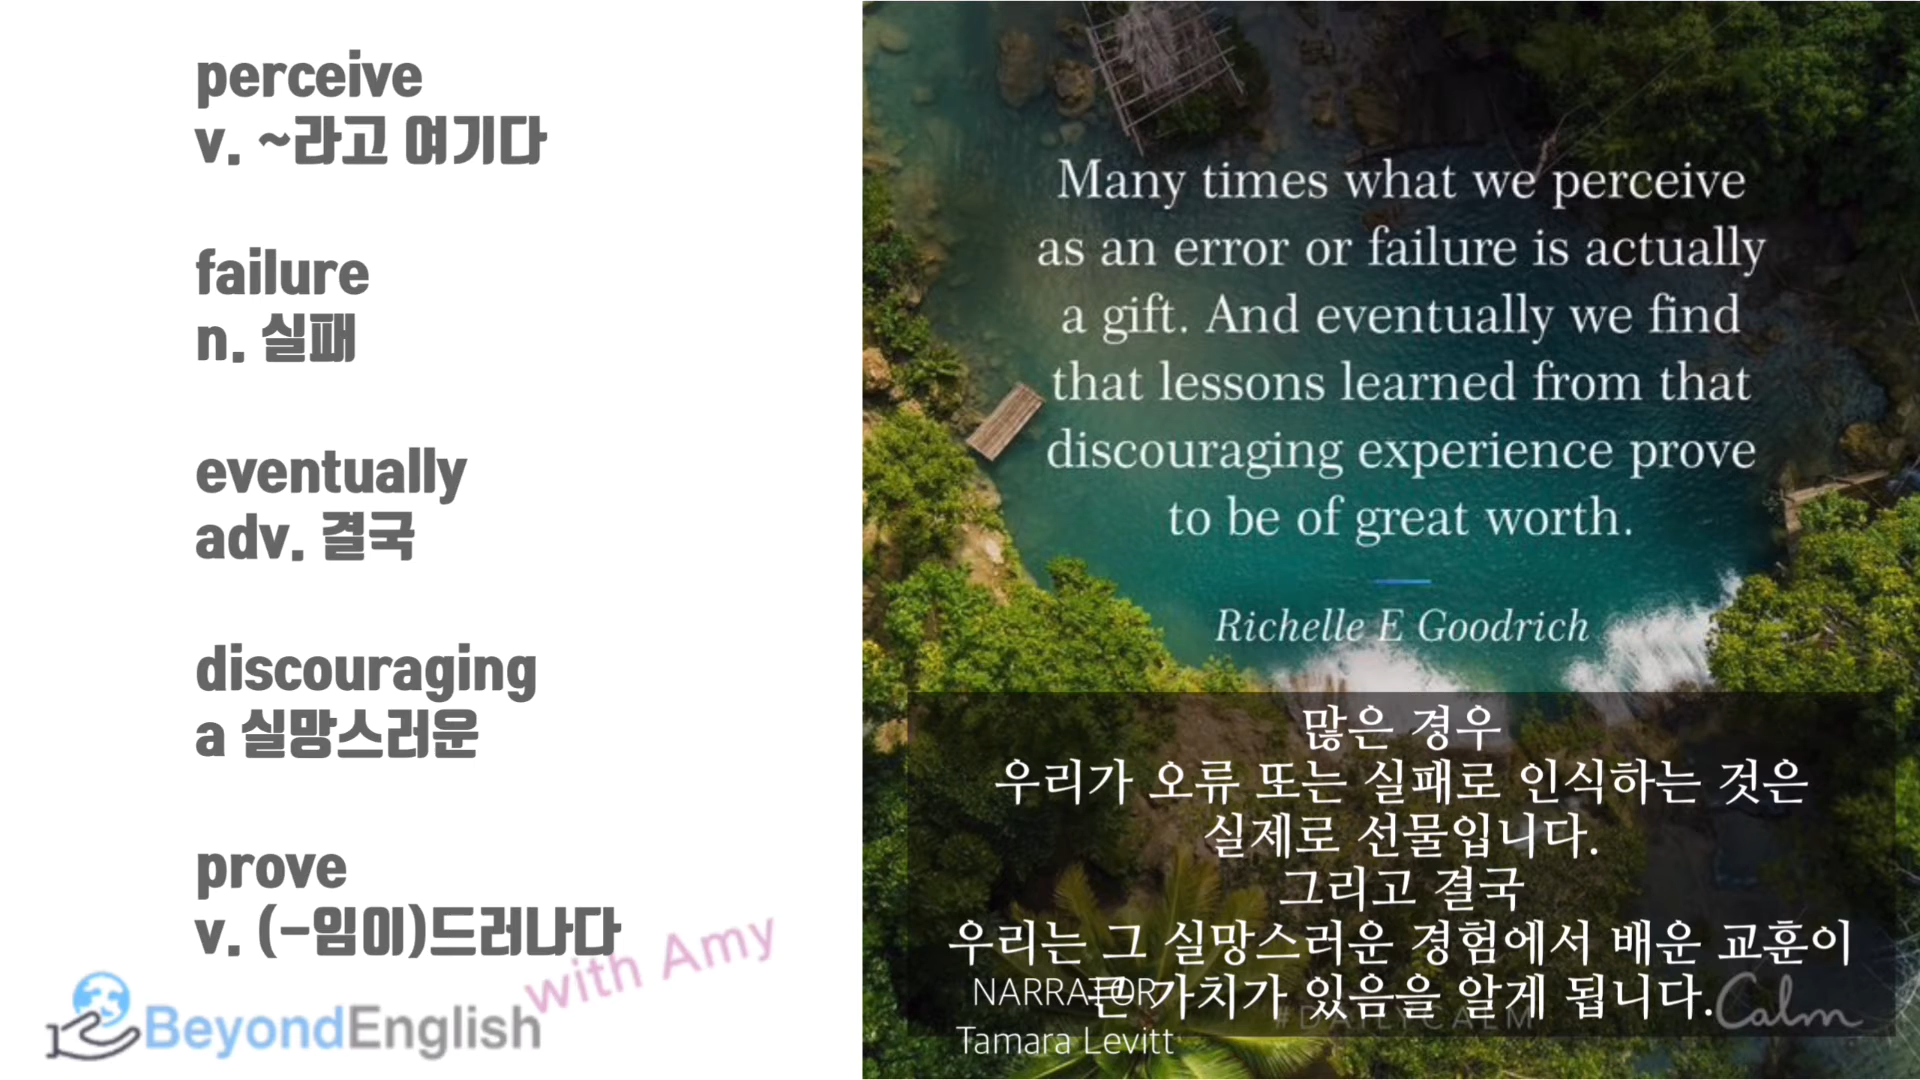 perceive
v. ~라고 여기다
failure
n. 실패
eventually
adv. 결국
discouraging
a 실망스러운
prove
v. (-임이)드러나다
with Amy
BeyondEnglish
Many times what we perceive
as an error or failure is actually
a gift. And eventually we find
that lessons learned from that
discouraging experience prove
to be of great worth.
Richelle E Goodrich
많은 경우
우리가 오류 또는 실패로 인식하는 것은
실제로 선물입니다.
그리고 결국
우리는 그 실망스러운 경험에서 배운 교훈이
큰 가치가 있음을 알게 됩니다.
NARRATOR
Tamara Levitt
#DAILYCALM
Calm